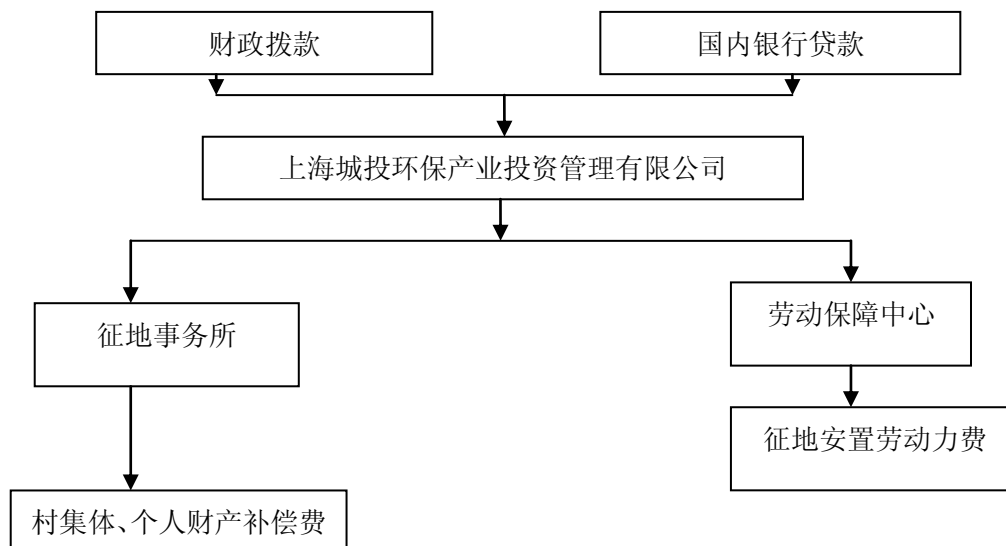 财政拨款
国内银行贷款
上海城投环保产业投资管理有限公司
征地事务所
劳动保障中心
征地安置劳动力费
村集体、个人财产补偿费